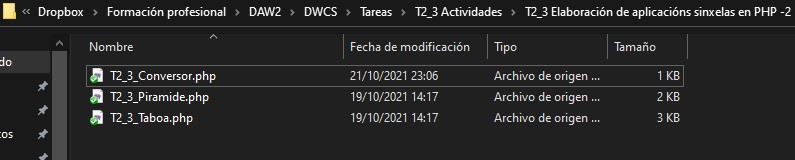 Dropbox > Formación profesional > DAW2 > DWCS > Tareas > T2_3 Actividades > T2_3 Elaboración de aplicacións sinxelas en PHP -2
Nombre Fecha de modificación Tipo Tamaño
do T2_3_Conversor.php 21/10/2021 23:06 Archivo de origen ... 1 KB
T2_3_Piramide.php 19/10/2021 14:17 Archivo de origen ... 2 KB
T2_3_Taboa.php 19/10/2021 14:17 Archivo de origen ... 3 KB
tos